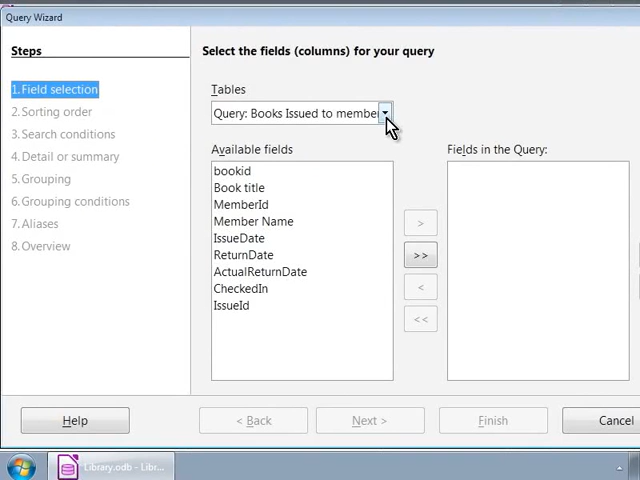 Query Wizard
Steps
Select the fields (columns) for your query
1.Field selection
2.Sorting order
3.Search conditions
4.Detail or summary
5.Grouping
6.Grouping conditions
7.Aliases
8.Overview
Tables
Query: Books Issued to membe
Available fields
Fields in the Query:
bookid
Book title
MemberId
Member Name
IssueDate
ReturnDate
ActualReturnDate
CheckedIn
IssueId
>
>>
<
<<
Help
< Back
Next >
Finish
Cancel
Library.odb - Libr...